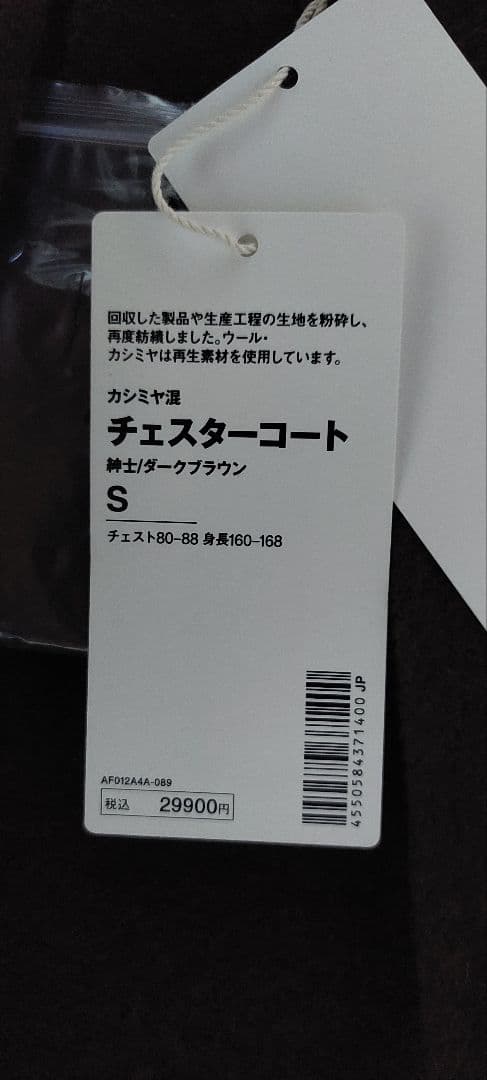 回収した製品や生産工程の生地を粉砕し、
再度紡績しました。ウール・
カシミヤは再生素材を使用しています。
カシミヤ混
チェスターコート
紳士/ダークブラウン
S
チェスト80-88 身長160-168
AF012A4A-089
税込 29900円
4550584371400 JP